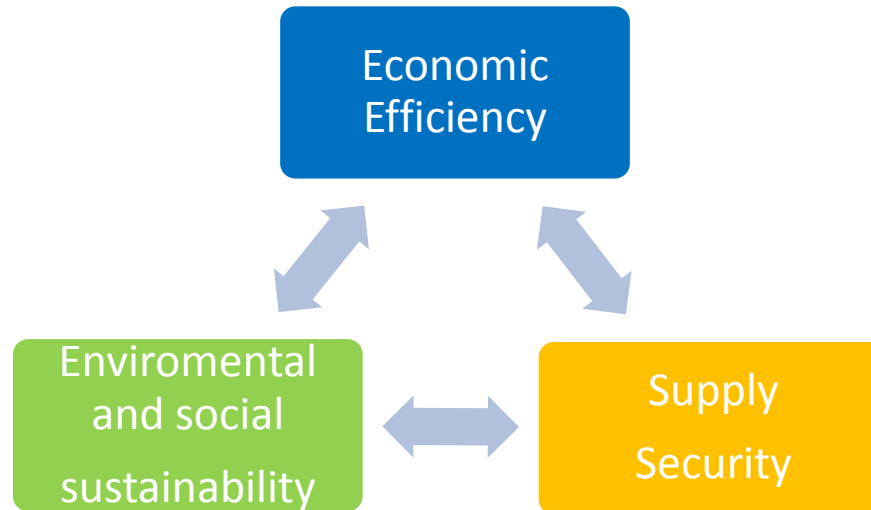 Economic
Efficiency
Enviromental
and social
sustainability
Supply
Security